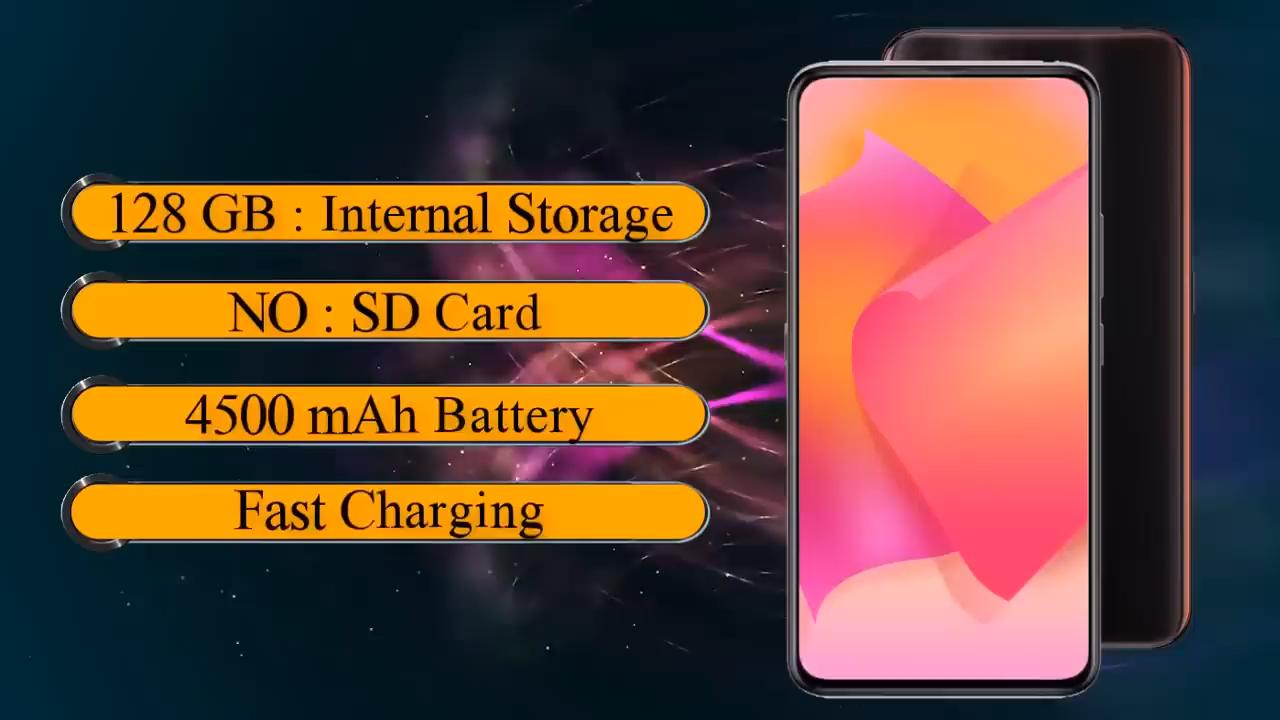 128 GB : Internal Storage
NO : SD Card
4500 mAh Battery
Fast Charging